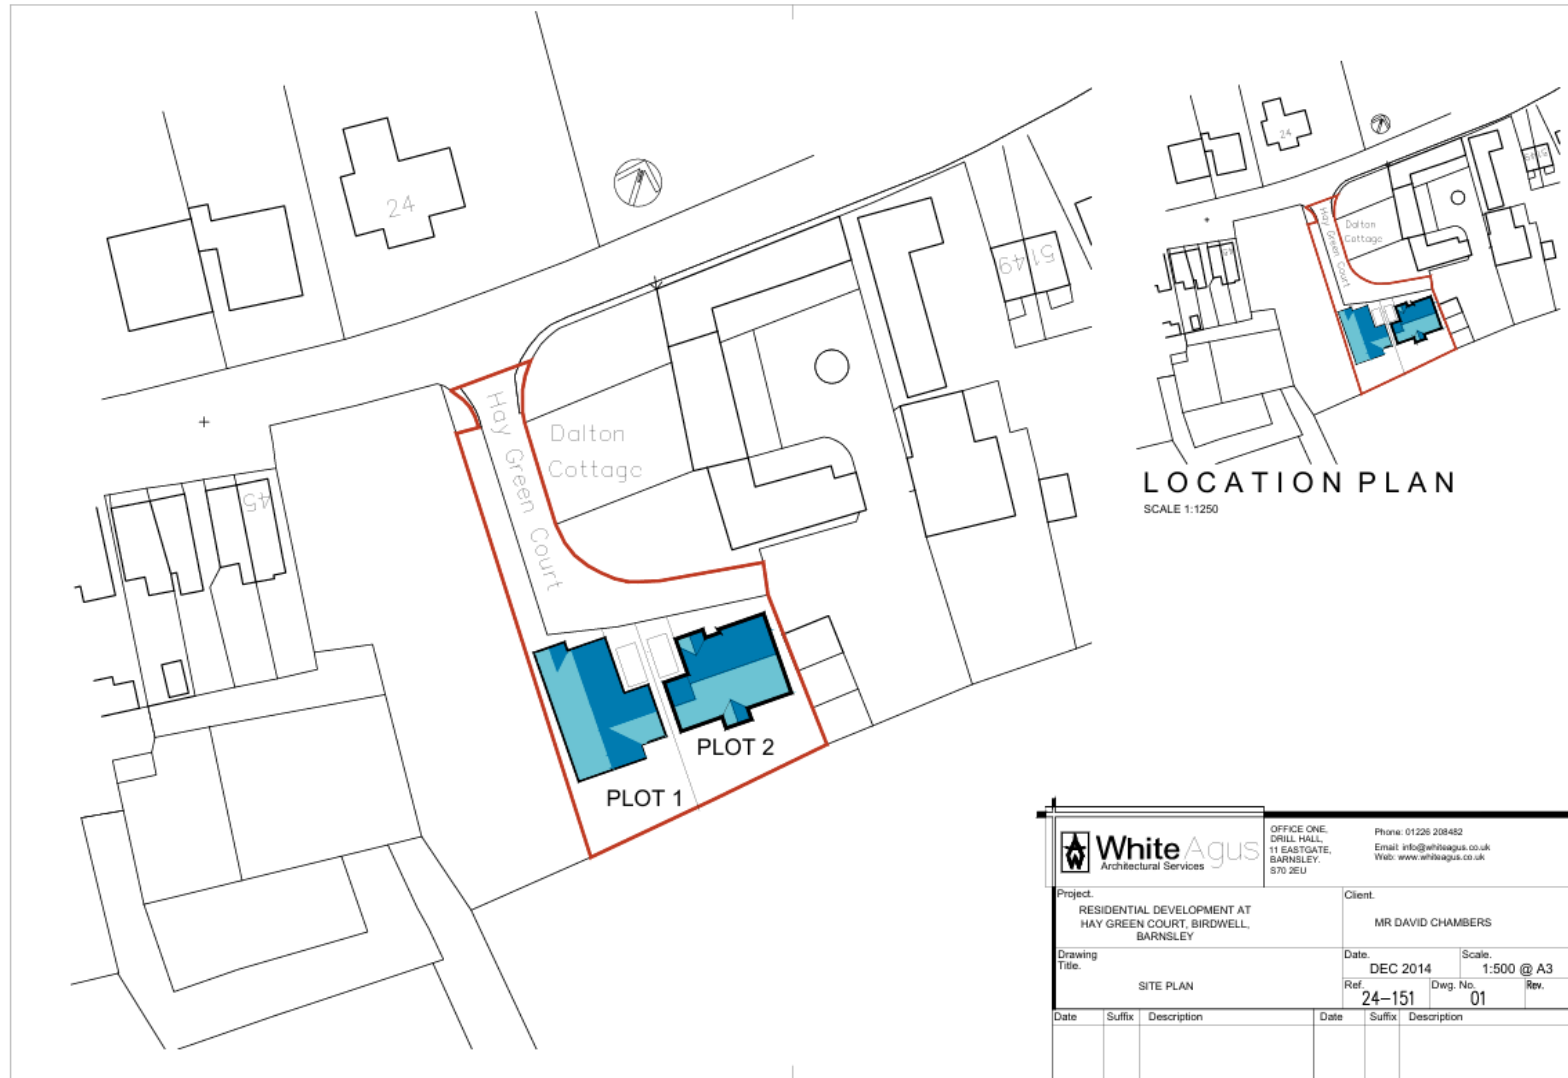 24
5149
51
Hay Green Court
Dalton
Cottage
45
PLOT 2
PLOT 1
24
5149
Hay Green Court
Dalton
Cottage
45
LOCATION PLAN
SCALE 1:1250
White Agus
Architectural Services
OFFICE ONE,
DRILL HALL,
11 EASTGATE,
BARNSLEY.
S70 2EU
Phone: 01226 208482
Email: info@whiteagus.co.uk
Web: www.whiteagus.co.uk
Project.
RESIDENTIAL DEVELOPMENT AT
HAY GREEN COURT, BIRDWELL,
BARNSLEY
Client.
MR DAVID CHAMBERS
Drawing
Title.
SITE PLAN
Date.
DEC 2014
Scale.
1:500 @ A3
Ref.
24-151
Dwg. No.
01
Rev.
Date Suffix Description Date Suffix Description